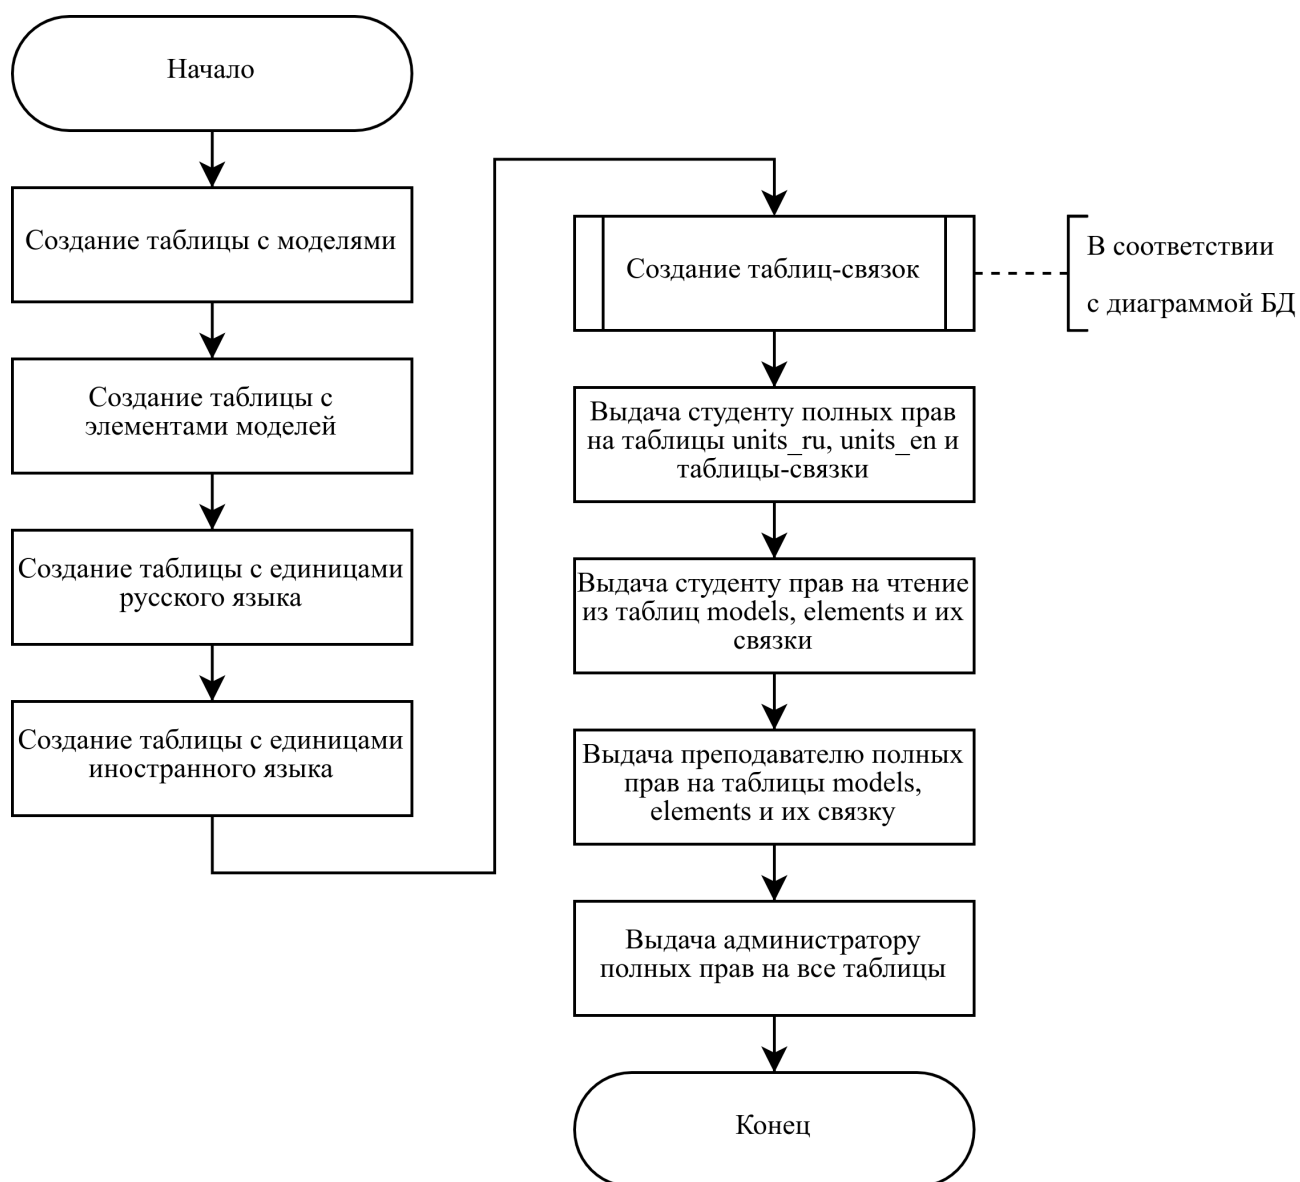 Начало
Создание таблицы с моделями
Создание таблицы с
элементами моделей
Создание таблицы с единицами
русского языка
Создание таблицы с единицами
иностранного языка
Создание таблиц-связок
В соответствии
с диаграммой БД
Выдача студенту полных прав
на таблицы units_ru, units_en и
таблицы-связки
Выдача студенту прав на чтение
из таблиц models, elements и их
связки
Выдача преподавателю полных
прав на таблицы models,
elements и их связку
Выдача администратору
полных прав на все таблицы
Конец